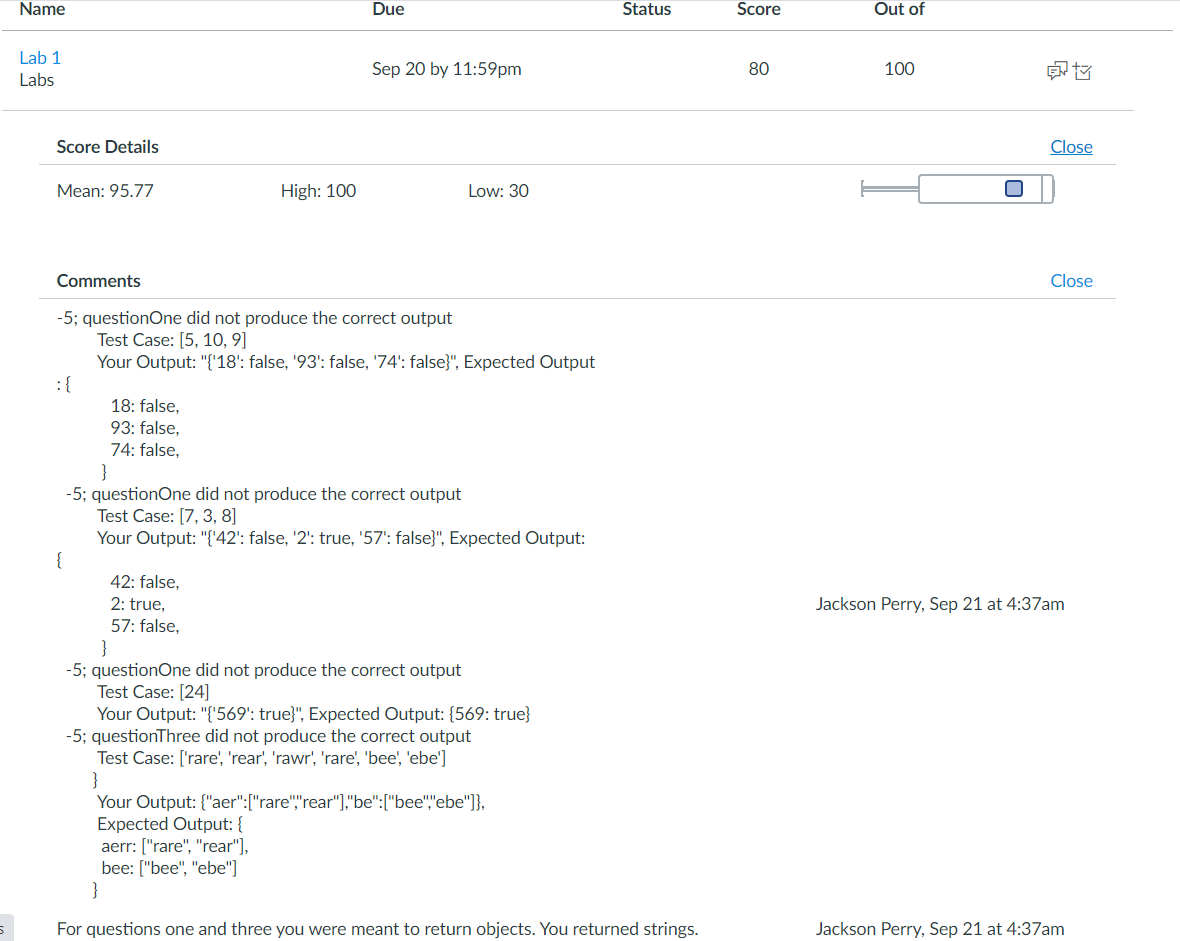 Name Due Status Score Out of
Lab 1
Labs
Sep 20 by 11:59pm 80 100
Score Details Close
Mean: 95.77 High: 100 Low: 30
Comments Close
-5; questionOne did not produce the correct output
Test Case: [5, 10, 9]
Your Output: "{'18': false, '93': false, '74': false}", Expected Output
: {
18: false,
93: false,
74: false,
}
-5; questionOne did not produce the correct output
Test Case: [7, 3, 8]
Your Output: "{'42': false, '2': true, '57': false}", Expected Output:
{
42: false,
2: true,
57: false,
}
Jackson Perry, Sep 21 at 4:37am
-5; questionOne did not produce the correct output
Test Case: [24]
Your Output: "{'569': true}", Expected Output: {569: true}
-5; questionThree did not produce the correct output
Test Case: ['rare', 'rear', 'rawr', 'rare', 'bee', 'ebe']
}
Your Output: {"aer":["rare","rear"],"be":["bee","ebe"]},
Expected Output: {
aerr: ["rare", "rear"],
bee: ["bee", "ebe"]
}
s
For questions one and three you were meant to return objects. You returned strings. Jackson Perry, Sep 21 at 4:37am